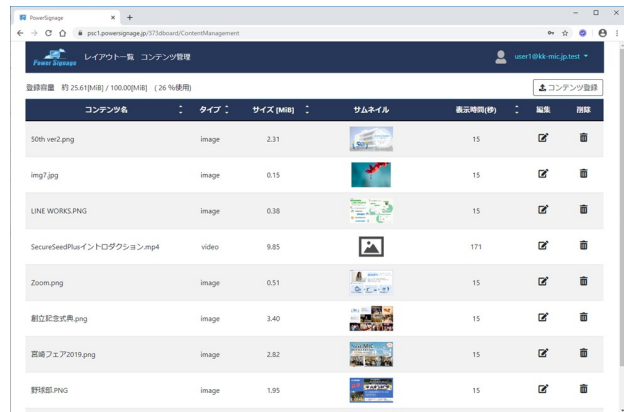 PowerSignage
psc1.powersignage.jp/373dboard/ContentManagement
Power Signage レイアウト一覧 コンテンツ管理 user1@kk-mic.jp.test
登録容量 約 25.61[MiB] / 100.00[MiB] ( 26 %使用) コンテンツ登録
コンテンツ名 タイプ サイズ [MiB] サムネイル 表示時間(秒) 編集 削除
50th ver2.png image 2.31 15
img7.jpg image 0.15 15
LINE WORKS.PNG image 0.38 15
SecureSeedPlusイントロダクション.mp4 video 9.85 171
Zoom.png image 0.51 15
創立記念式典.png image 3.40 15
宮崎フェア2019.png image 2.82 15
野球部.PNG image 1.95 15